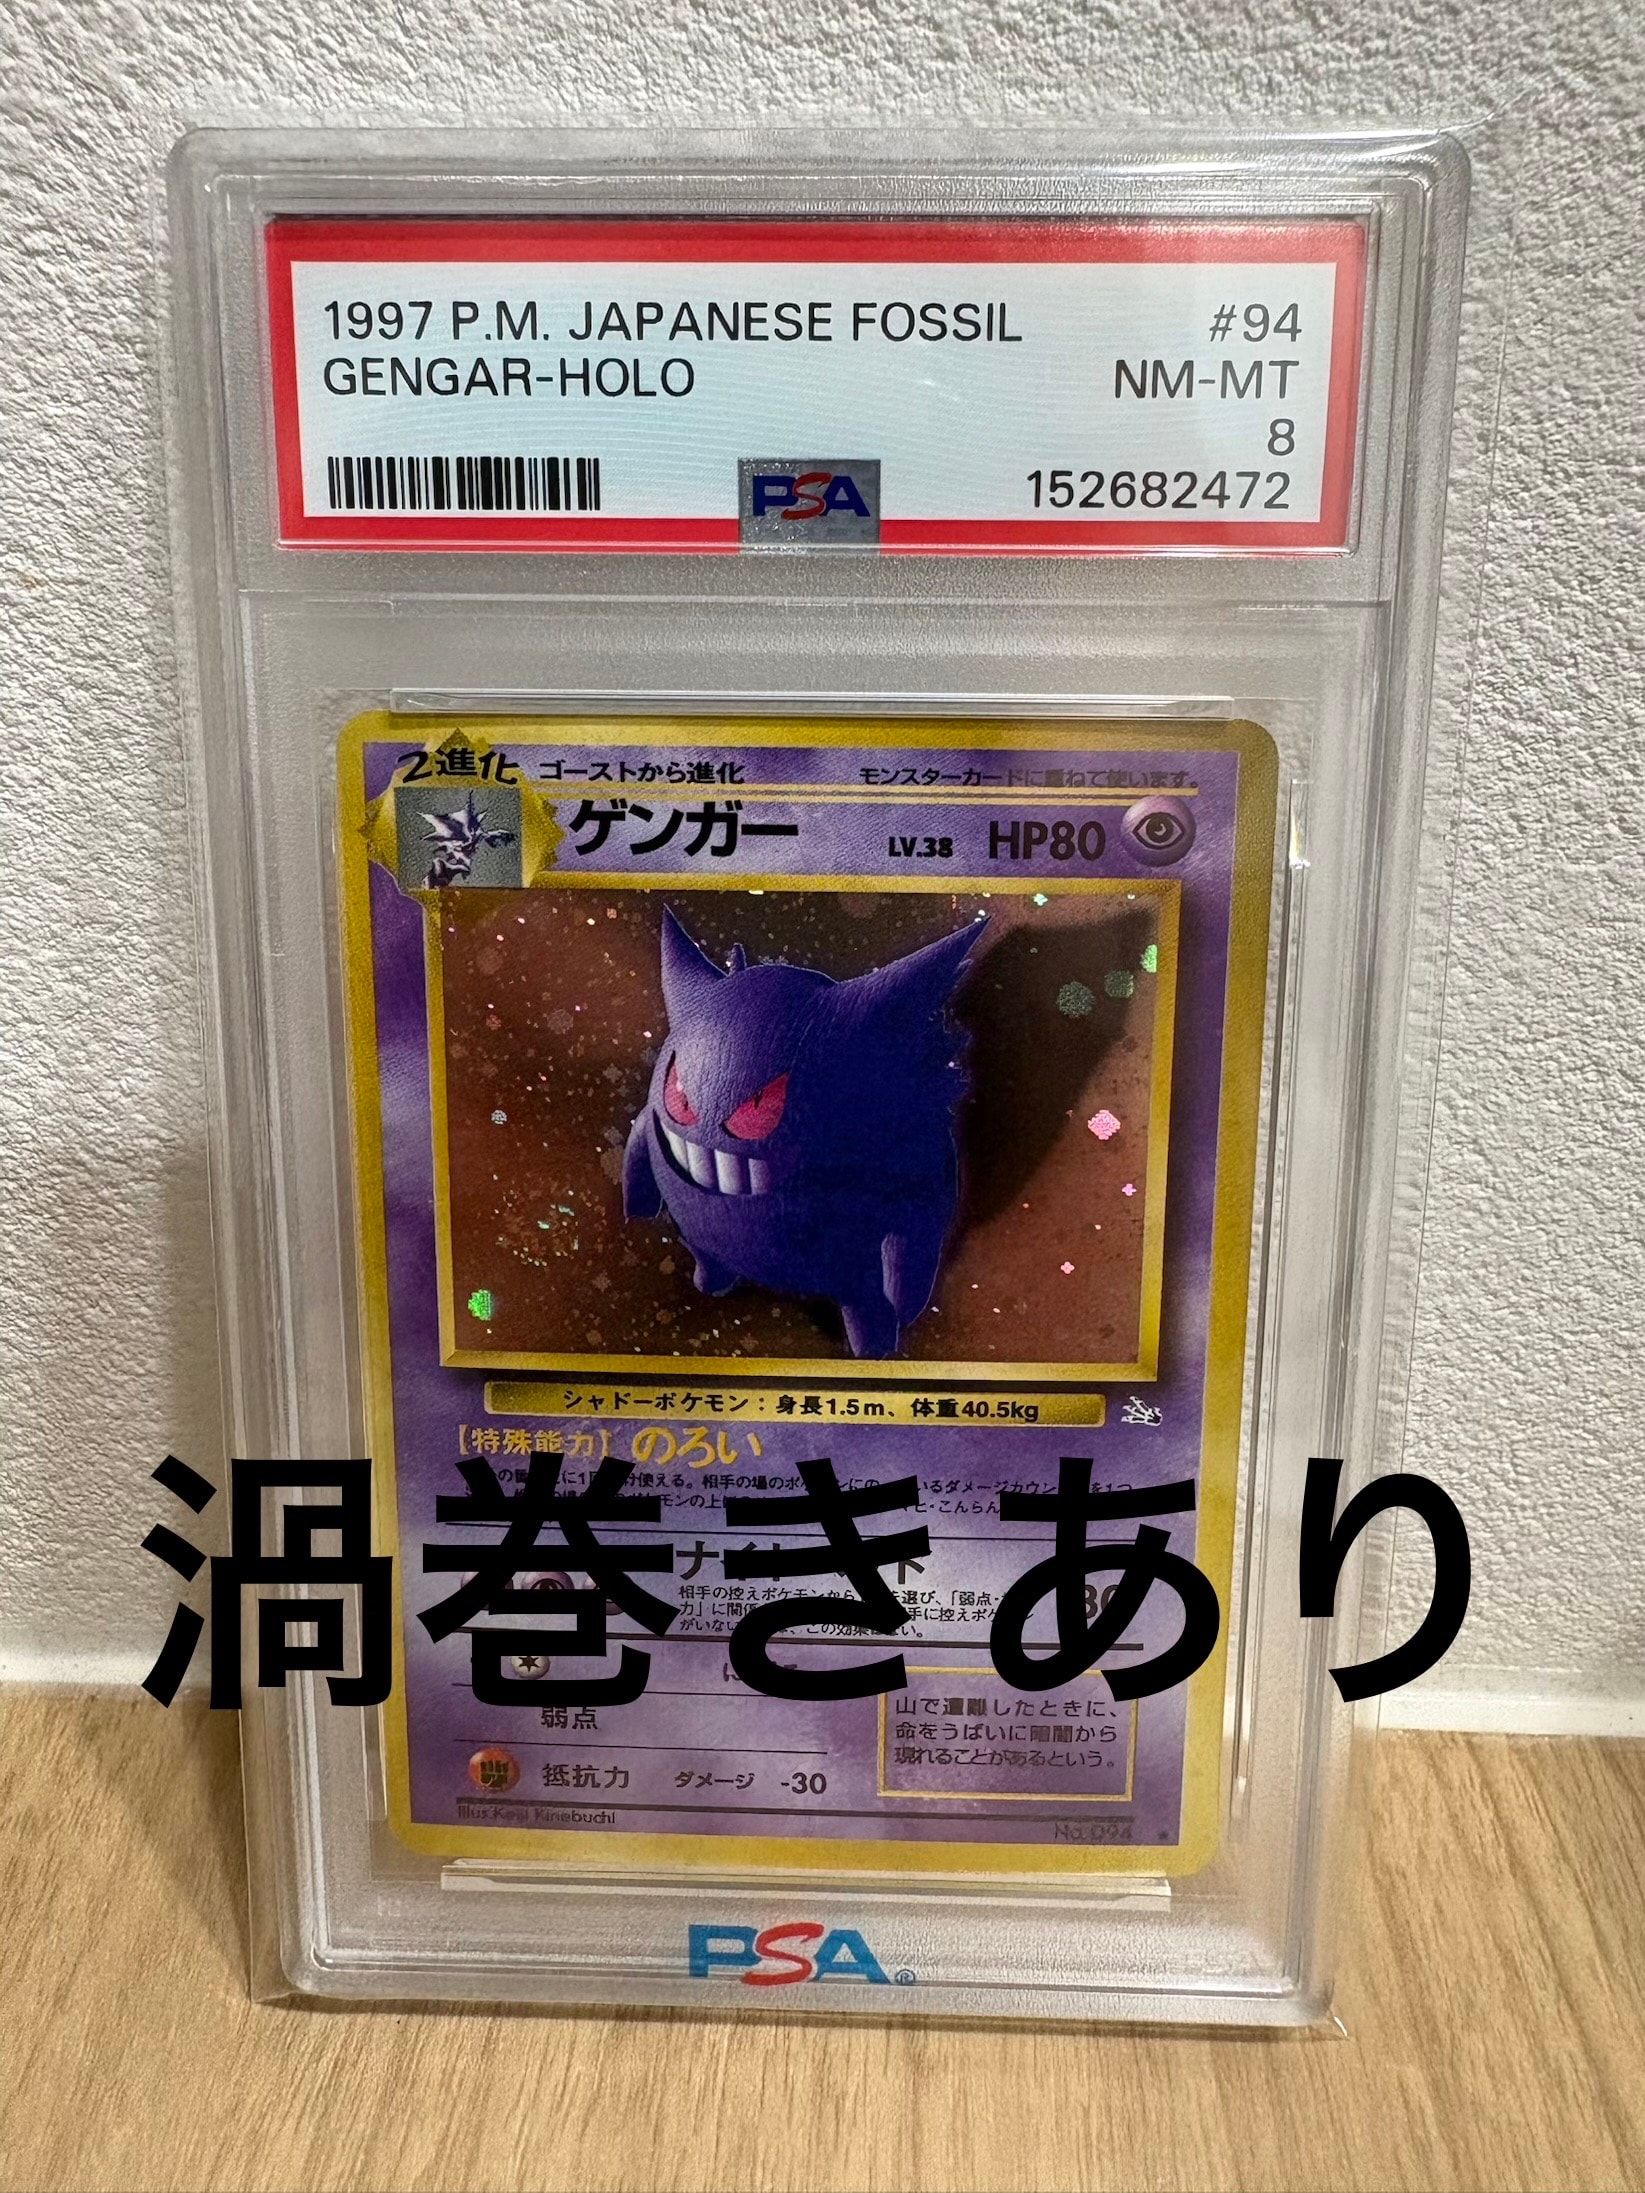 1997 P.M. JAPANESE FOSSIL #94
GENGAR-HOLO NM-MT
8
PSA 152682472
2進化 ゴーストから進化 モンスターカードに重ねて使います。
ゲンガー LV.38 HP80
シャドーポケモン:身長1.5m、体重40.5kg
【特殊能力】のろい
渦巻きあり
弱点
抵抗力 ダメージ -30
山で遭難したときに、
命をうばいに暗闇から
現れることがあるという。
Illus.Keiji Kinebuchi
No.094 ★
PSA®